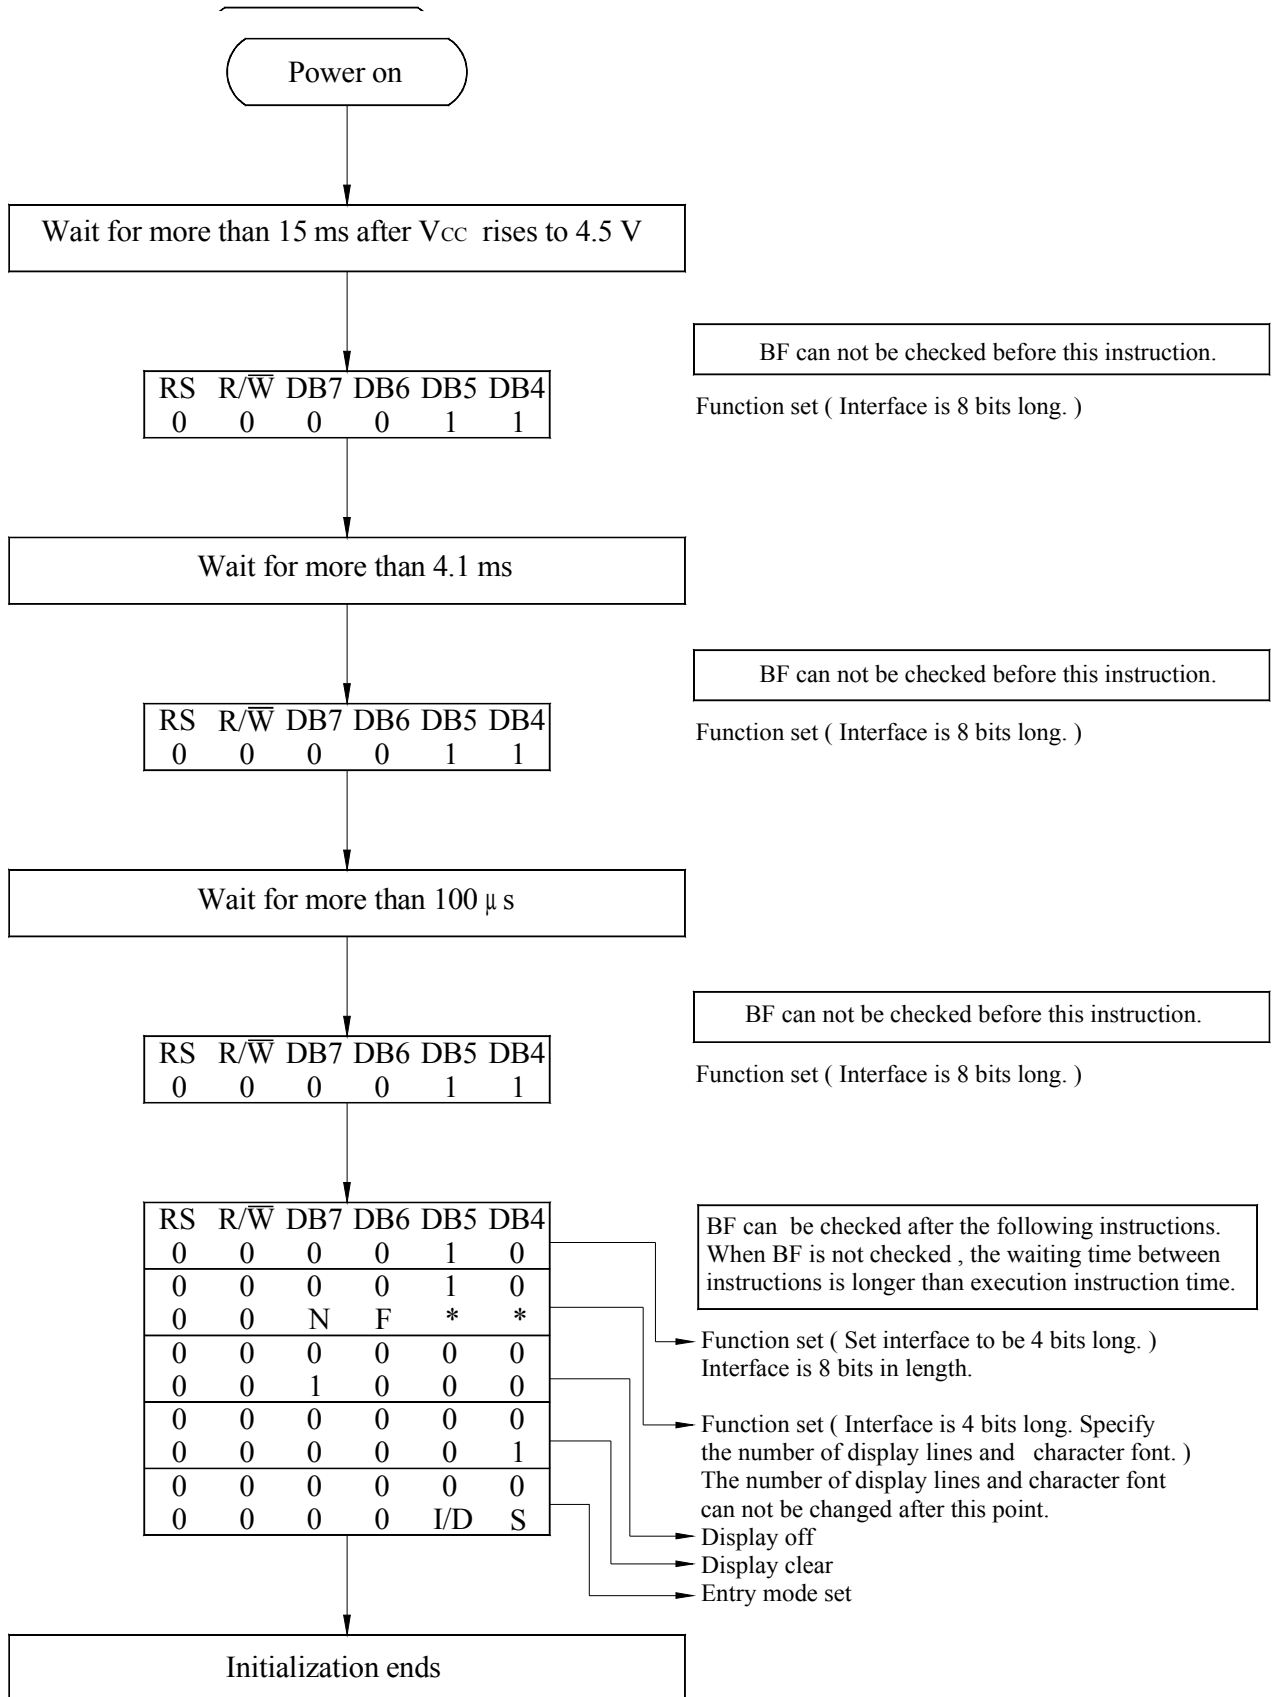 Power on
Wait for more than 15 ms after Vcc rises to 4.5 V
BF can not be checked before this instruction.
RS R/W̅ DB7 DB6 DB5 DB4
0 0 0 0 1 1
Function set ( Interface is 8 bits long. )
Wait for more than 4.1 ms
BF can not be checked before this instruction.
RS R/W̅ DB7 DB6 DB5 DB4
0 0 0 0 1 1
Function set ( Interface is 8 bits long. )
Wait for more than 100 μs
BF can not be checked before this instruction.
RS R/W̅ DB7 DB6 DB5 DB4
0 0 0 0 1 1
Function set ( Interface is 8 bits long. )
RS R/W̅ DB7 DB6 DB5 DB4
0 0 0 0 1 0
0 0 0 0 1 0
0 0 N F * *
0 0 0 0 0 0
0 0 1 0 0 0
0 0 0 0 0 0
0 0 0 0 0 1
0 0 0 0 0 0
0 0 0 0 I/D S
BF can be checked after the following instructions.
When BF is not checked , the waiting time between
instructions is longer than execution instruction time.
Function set ( Set interface to be 4 bits long. )
Interface is 8 bits in length.
Function set ( Interface is 4 bits long. Specify
the number of display lines and character font. )
The number of display lines and character font
can not be changed after this point.
Display off
Display clear
Entry mode set
Initialization ends